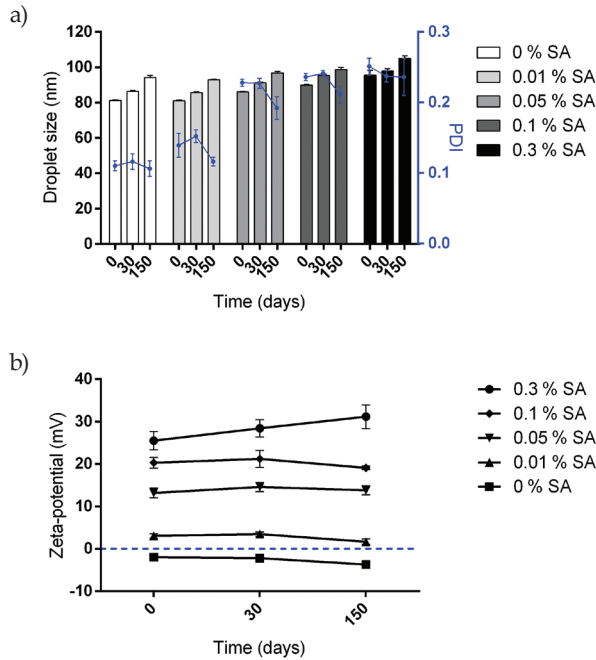 a)
120
100
80
60
40
20
0
Droplet size (nm)
0.3
0.2
0.1
0.0
PDI
0 30 150 0 30 150 0 30 150 0 30 150 0 30 150
Time (days)
0 % SA
0.01 % SA
0.05 % SA
0.1 % SA
0.3 % SA
b)
40
30
20
10
0
-10
Zeta-potential (mV)
0 30 150
Time (days)
0.3 % SA
0.1 % SA
0.05 % SA
0.01 % SA
0 % SA